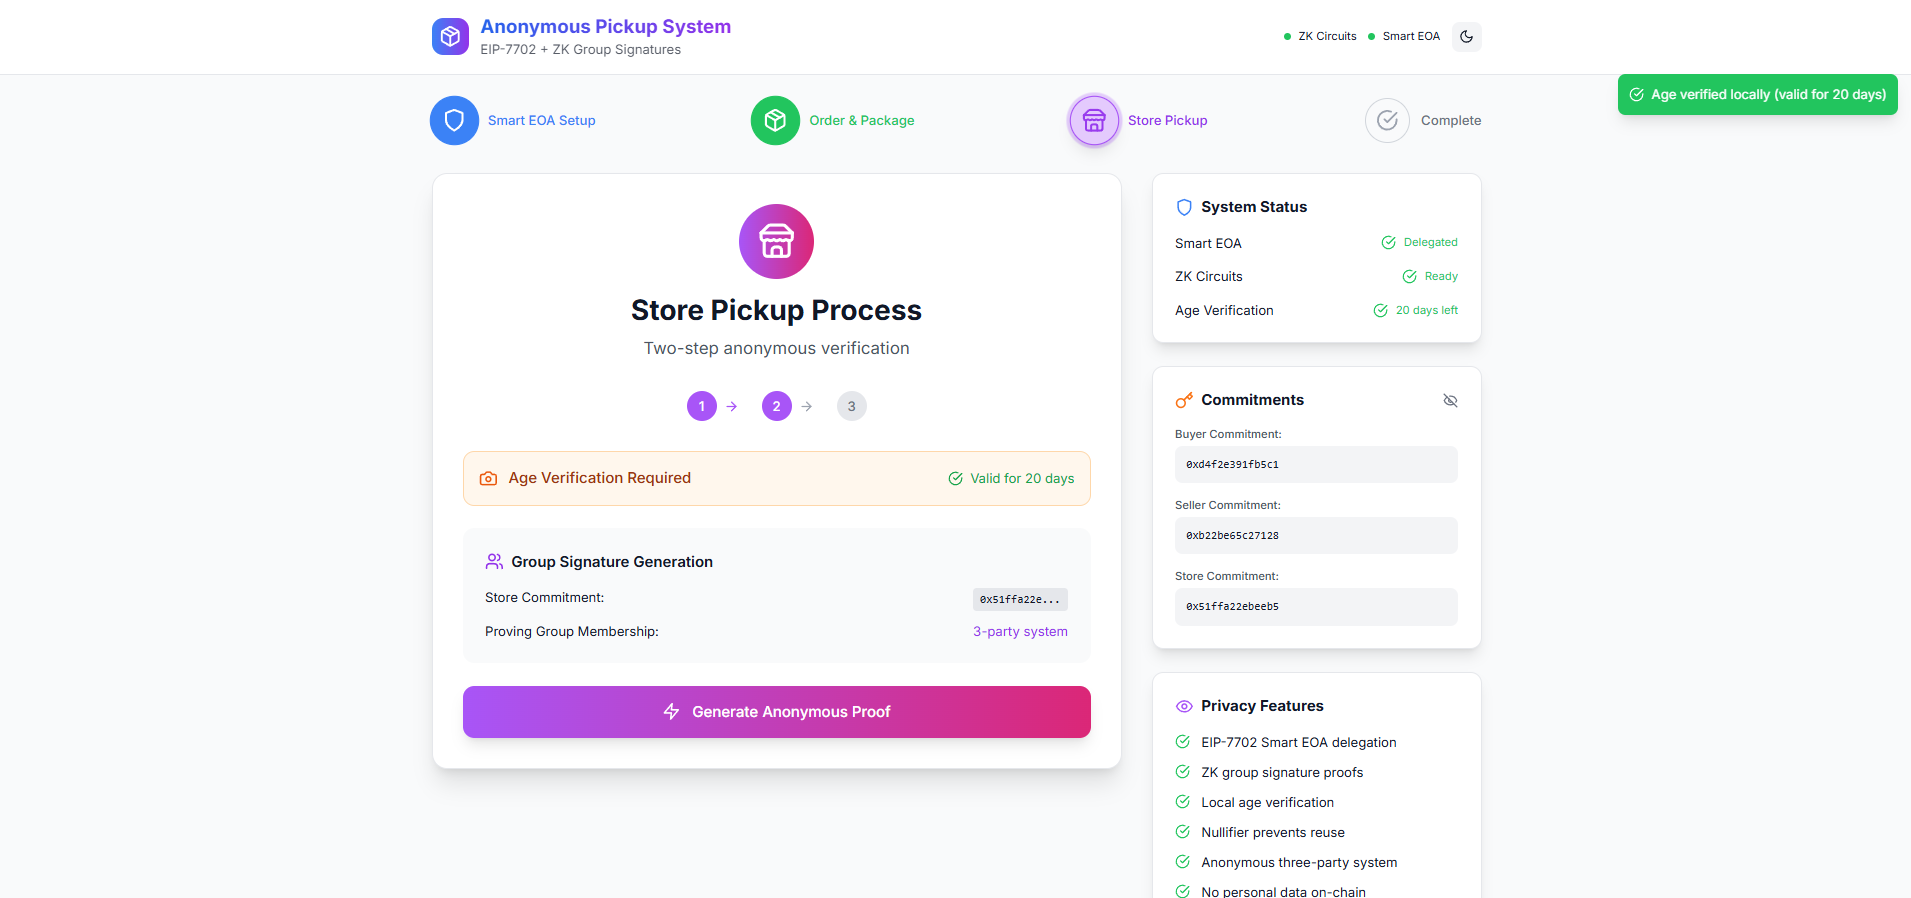 Anonymous Pickup System
EIP-7702 + ZK Group Signatures
ZK Circuits
Smart EOA
Age verified locally (valid for 20 days)
Smart EOA Setup
Order & Package
Store Pickup
Complete
Store Pickup Process
Two-step anonymous verification
1
2
3
Age Verification Required
Valid for 20 days
Group Signature Generation
Store Commitment:
0x51ffa22e...
Proving Group Membership:
3-party system
Generate Anonymous Proof
System Status
Smart EOA
Delegated
ZK Circuits
Ready
Age Verification
20 days left
Commitments
Buyer Commitment:
0xd4f2e391fb5c1
Seller Commitment:
0xb22be65c27128
Store Commitment:
0x51ffa22ebeeb5
Privacy Features
EIP-7702 Smart EOA delegation
ZK group signature proofs
Local age verification
Nullifier prevents reuse
Anonymous three-party system
No personal data on-chain